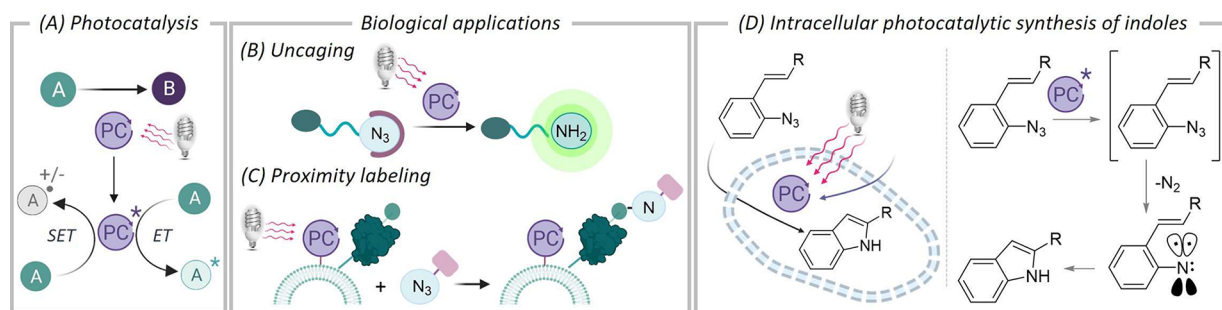 (A) Photocatalysis
A
B
PC
+/-
A
•
A
PC
*
SET
ET
A
A
*
Biological applications
(B) Uncaging
PC
N3
NH2
(C) Proximity labeling
PC
+
N3
PC
N
(D) Intracellular photocatalytic synthesis of indoles
R
N3
PC
R
NH
R
N3
PC
*
R
N3
-N2
R
N:
R
NH